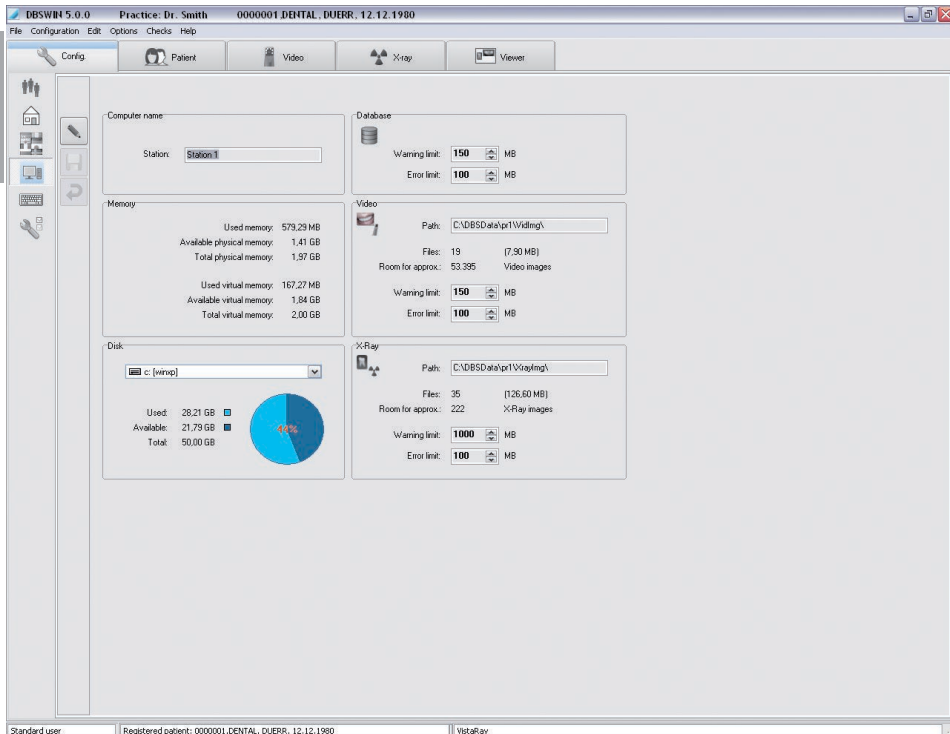 DBSWIN 5.0.0 Practice: Dr. Smith 0000001,DENTAL, DUERR, 12.12.1980
File Configuration Edit Options Checks Help
Config. Patient Video X-ray Viewer
Computer name
Station: Station 1
Database
Warning limit: 150 MB
Error limit: 100 MB
Memory
Used memory: 579,29 MB
Available physical memory: 1,41 GB
Total physical memory: 1,97 GB
Used virtual memory: 167,27 MB
Available virtual memory: 1,84 GB
Total virtual memory: 2,00 GB
Video
Path: C:\DBSData\pr1\VidImg\
Files: 19 (7,90 MB)
Room for approx.: 53.395 Video images
Warning limit: 150 MB
Error limit: 100 MB
Disk
c: [winxp]
Used: 28,21 GB
Available: 21,79 GB
Total: 50,00 GB
44%
X-Ray
Path: C:\DBSData\pr1\XrayImg\
Files: 35 (126,60 MB)
Room for approx.: 222 X-Ray images
Warning limit: 1000 MB
Error limit: 100 MB
Standard user Registered patient: 0000001,DENTAL, DUERR, 12.12.1980 VistaRay